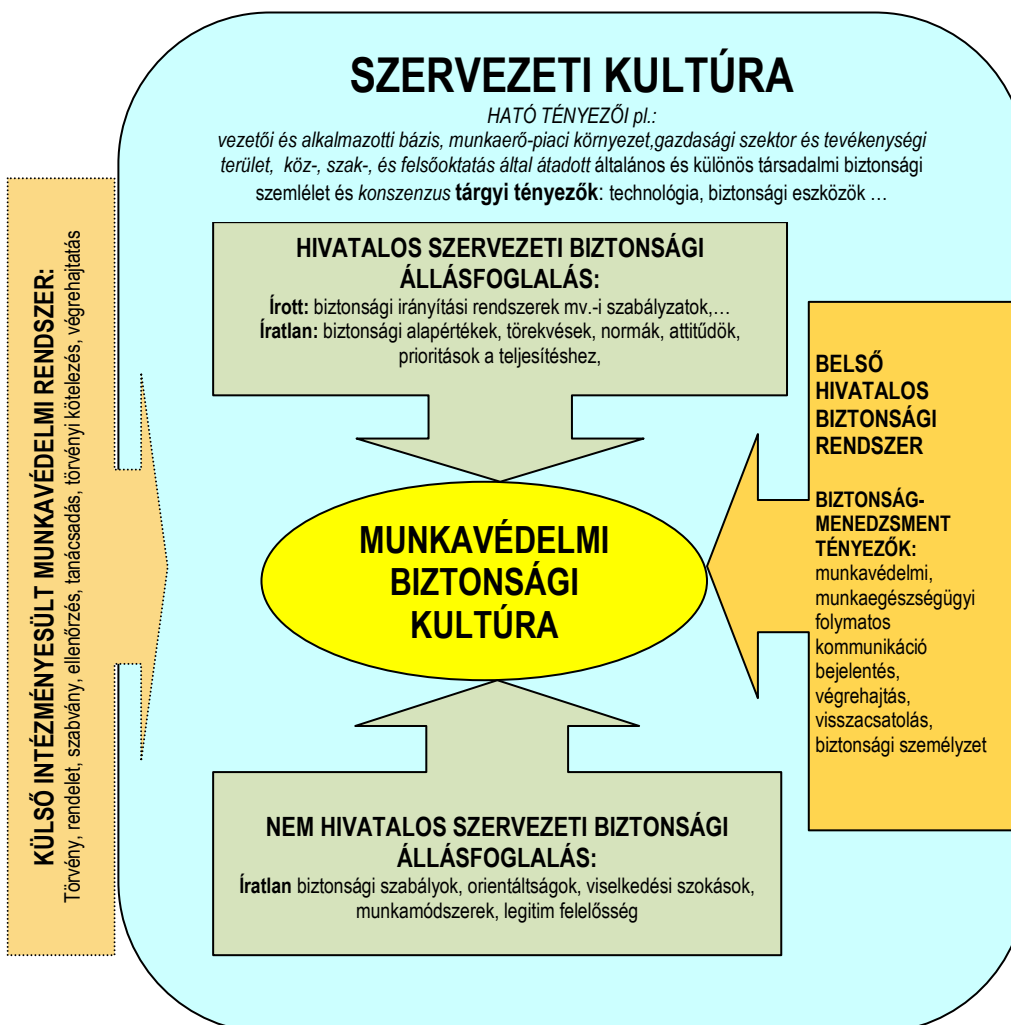 SZERVEZETI KULTÚRA
HATÓ TÉNYEZŐI pl.:
vezetői és alkalmazotti bázis, munkaerő-piaci környezet,gazdasági szektor és tevékenységi
terület, köz-, szak-, és felsőoktatás által átadott általános és különös társadalmi biztonsági
szemlélet és konszenzus tárgyi tényezők: technológia, biztonsági eszközök …
KÜLSŐ INTÉZMÉNYESÜLT MUNKAVÉDELMI RENDSZER:
Törvény, rendelet, szabvány, ellenőrzés, tanácsadás, törvényi kötelezés, végrehajtatás
HIVATALOS SZERVEZETI BIZTONSÁGI
ÁLLÁSFOGLALÁS:
Írott: biztonsági irányítási rendszerek mv.-i szabályzatok,…
Íratlan: biztonsági alapértékek, törekvések, normák, attitűdök,
prioritások a teljesítéshez,
BELSŐ
HIVATALOS
BIZTONSÁGI
RENDSZER
BIZTONSÁG-
MENEDZSMENT
TÉNYEZŐK:
munkavédelmi,
munkaegészségügyi
folymatos
kommunikáció
bejelentés,
végrehajtás,
visszacsatolás,
biztonsági személyzet
MUNKAVÉDELMI
BIZTONSÁGI
KULTÚRA
NEM HIVATALOS SZERVEZETI BIZTONSÁGI
ÁLLÁSFOGLALÁS:
Íratlan biztonsági szabályok, orientáltságok, viselkedési szokások,
munkamódszerek, legitim felelősség